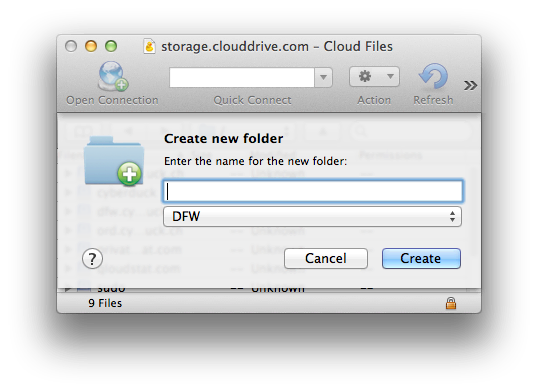 storage.clouddrive.com – Cloud Files
Open Connection
Quick Connect
Action
Refresh
Create new folder
Enter the name for the new folder:
DFW
?
Cancel
Create
sudo -- Unknown --
9 Files